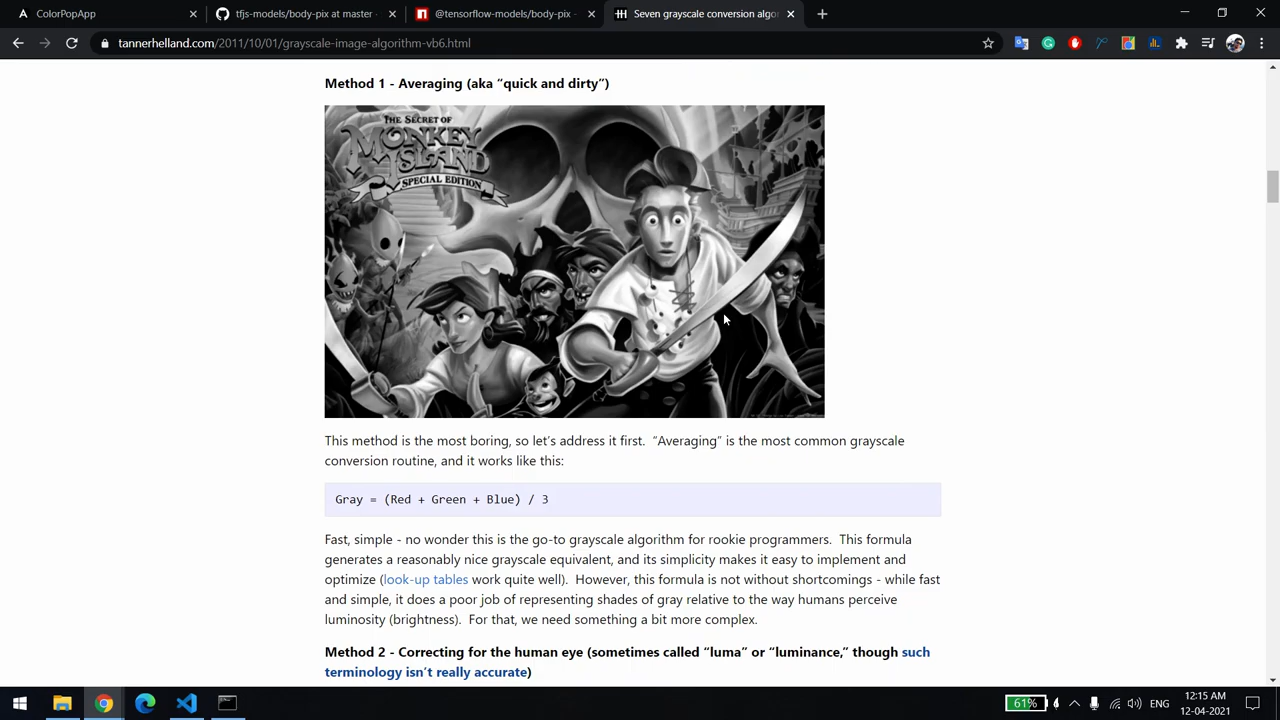 ColorPopApp
tfjs-models/body-pix at master
@tensorflow-models/body-pix -
Seven grayscale conversion algo
tannerhelland.com/2011/10/01/grayscale-image-algorithm-vb6.html
Method 1 - Averaging (aka “quick and dirty”)
THE SECRET OF
MONKEY
ISLAND
SPECIAL EDITION
This method is the most boring, so let’s address it first.  “Averaging” is the most common grayscale
conversion routine, and it works like this:
Gray = (Red + Green + Blue) / 3
Fast, simple - no wonder this is the go-to grayscale algorithm for rookie programmers.  This formula
generates a reasonably nice grayscale equivalent, and its simplicity makes it easy to implement and
optimize (look-up tables work quite well).  However, this formula is not without shortcomings - while fast
and simple, it does a poor job of representing shades of gray relative to the way humans perceive
luminosity (brightness).  For that, we need something a bit more complex.
Method 2 - Correcting for the human eye (sometimes called “luma” or “luminance,” though such
terminology isn’t really accurate)
61%
ENG
12:15 AM
12-04-2021